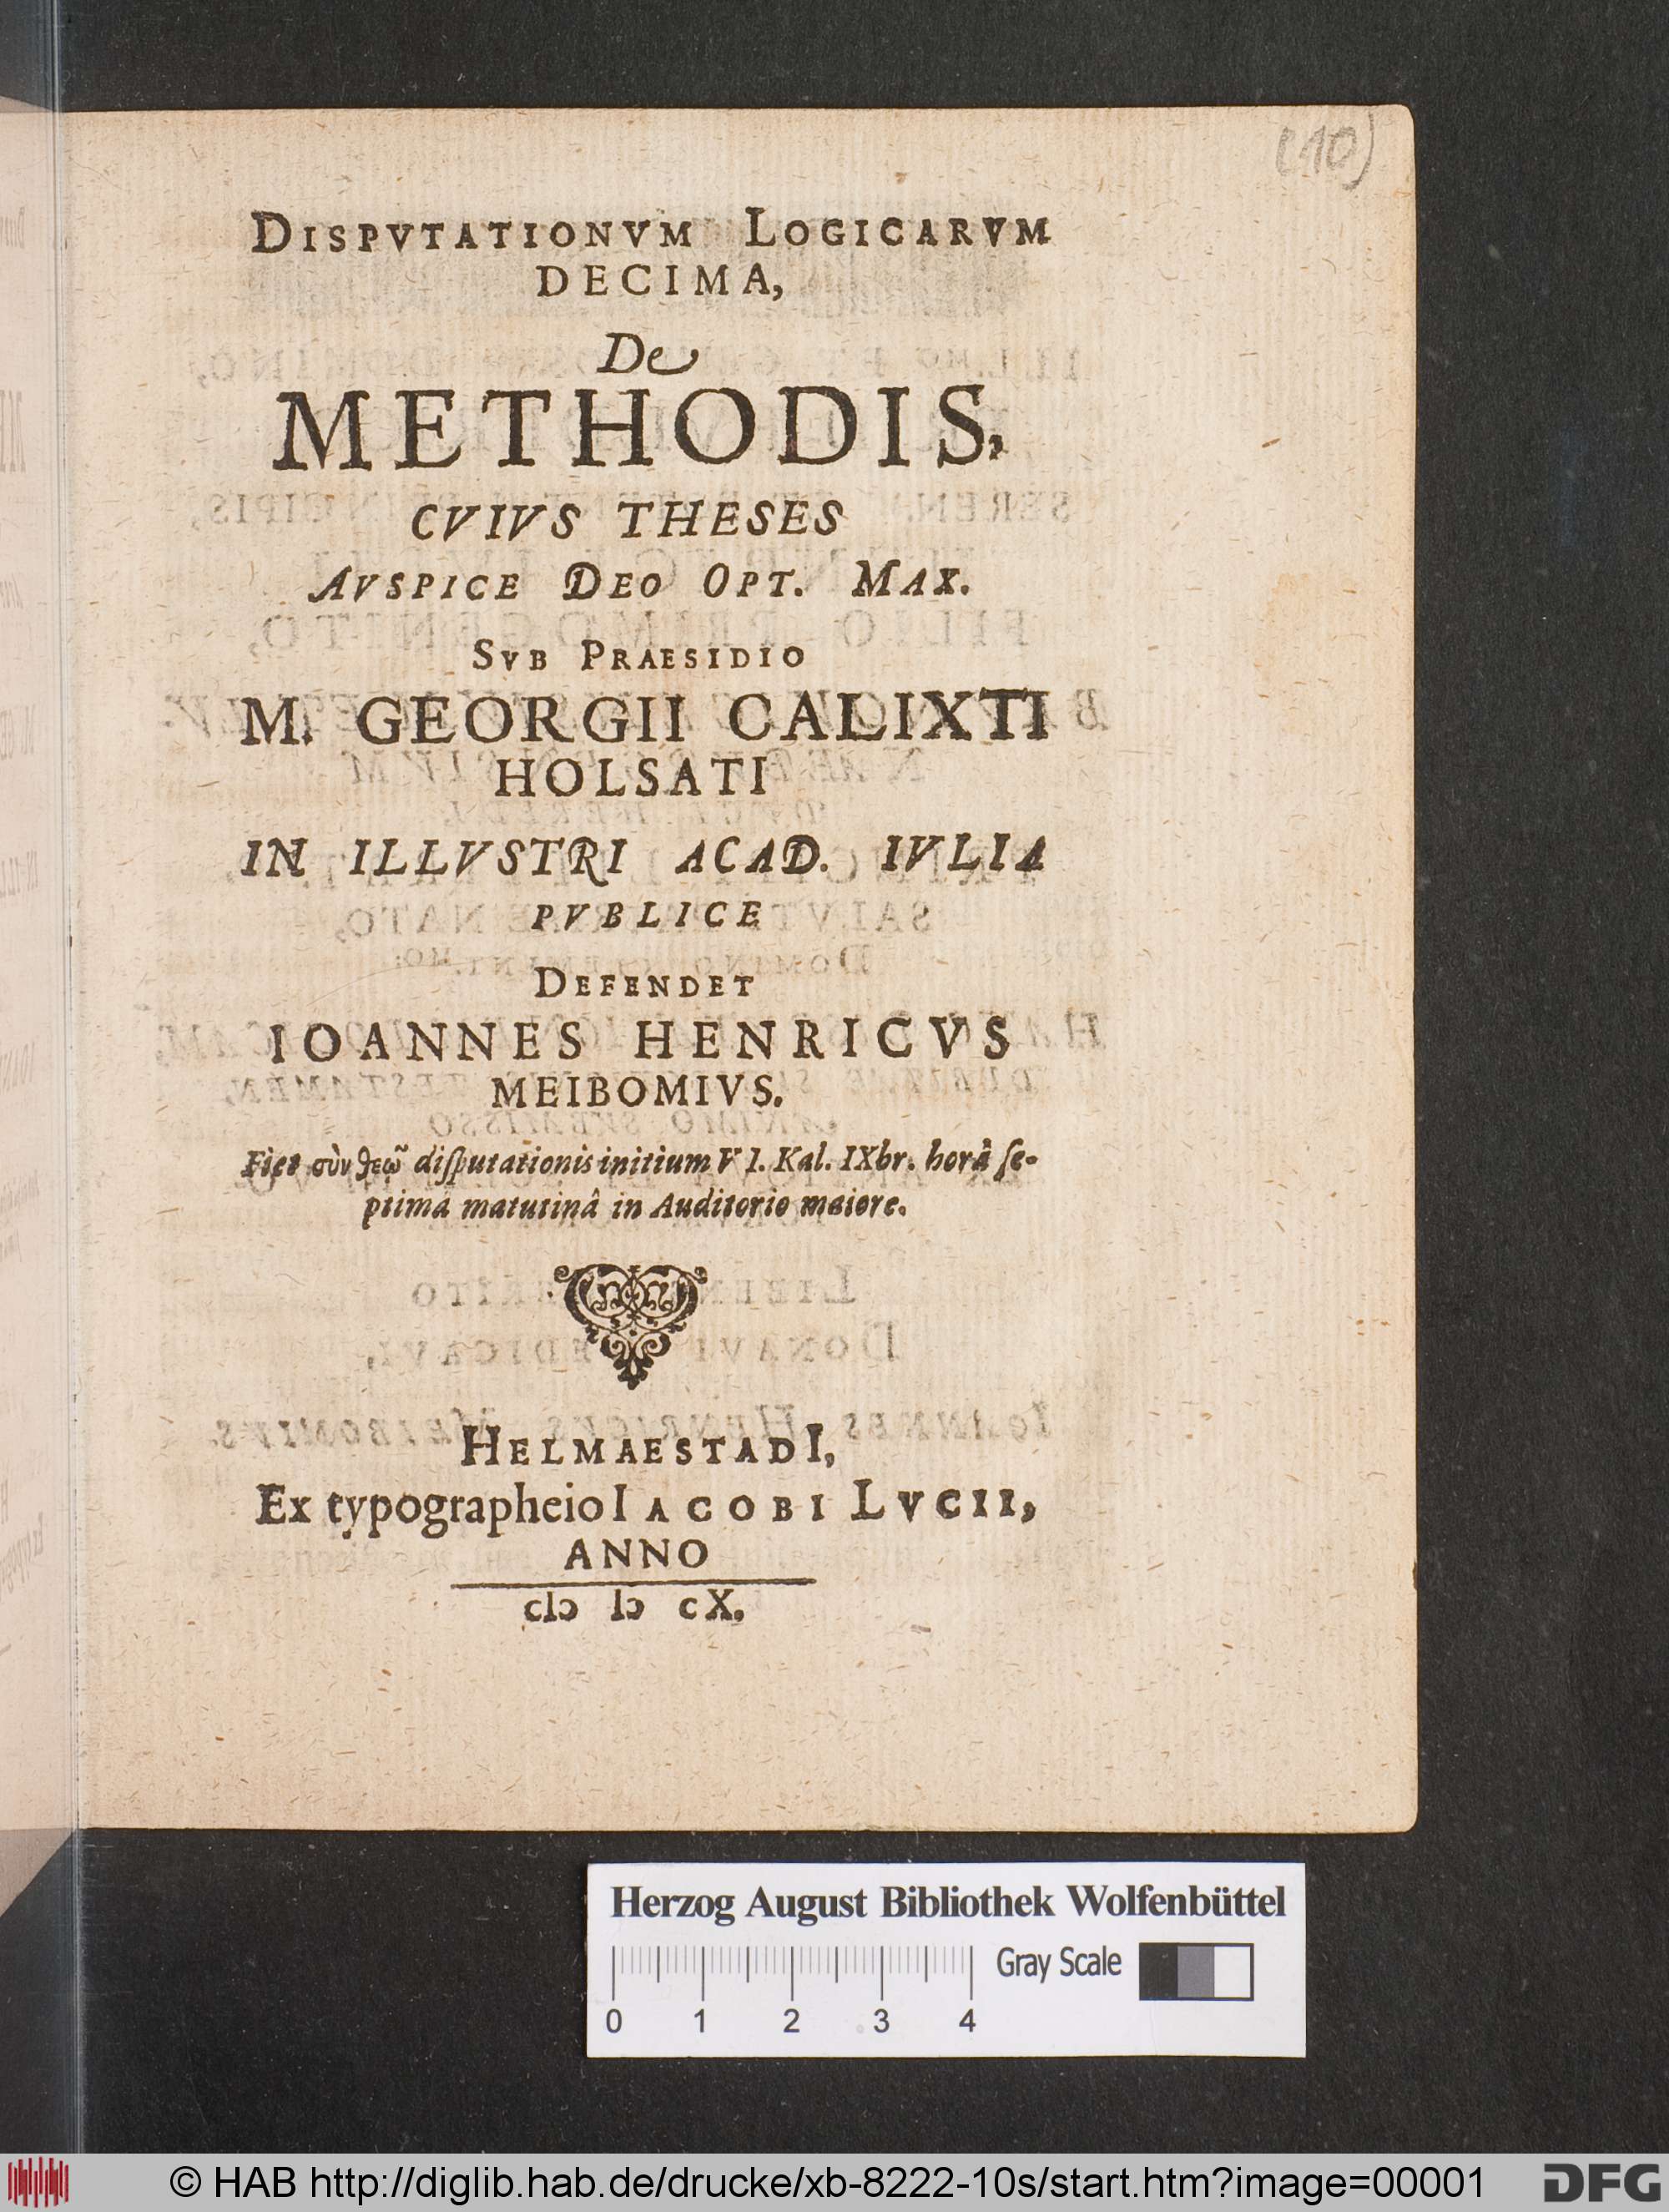 (10)
DISPVTATIONVM LOGICARVM
DECIMA,
De
METHODIS,
CVIVS THESES
AVSPICE DEO OPT. MAX.
SVB PRAESIDIO
M. GEORGII CALIXTI
HOLSATI
IN ILLVSTRI ACAD. IVLIA
PVBLICE
DEFENDET
IOANNES HENRICVS
MEIBOMIVS.
Fiet σὺν θεῷ diſputationis initium VI. Kal. IXbr. horâ ſe-
ptima matutinâ in Auditorio maiore.
HELMAESTADI,
Ex typographeio IACOBI LVCII,
ANNO
cIↄ Iↄ cX.
Herzog August Bibliothek Wolfenbüttel
Gray Scale
0 1 2 3 4
© HAB http://diglib.hab.de/drucke/xb-8222-10s/start.htm?image=00001
DFG